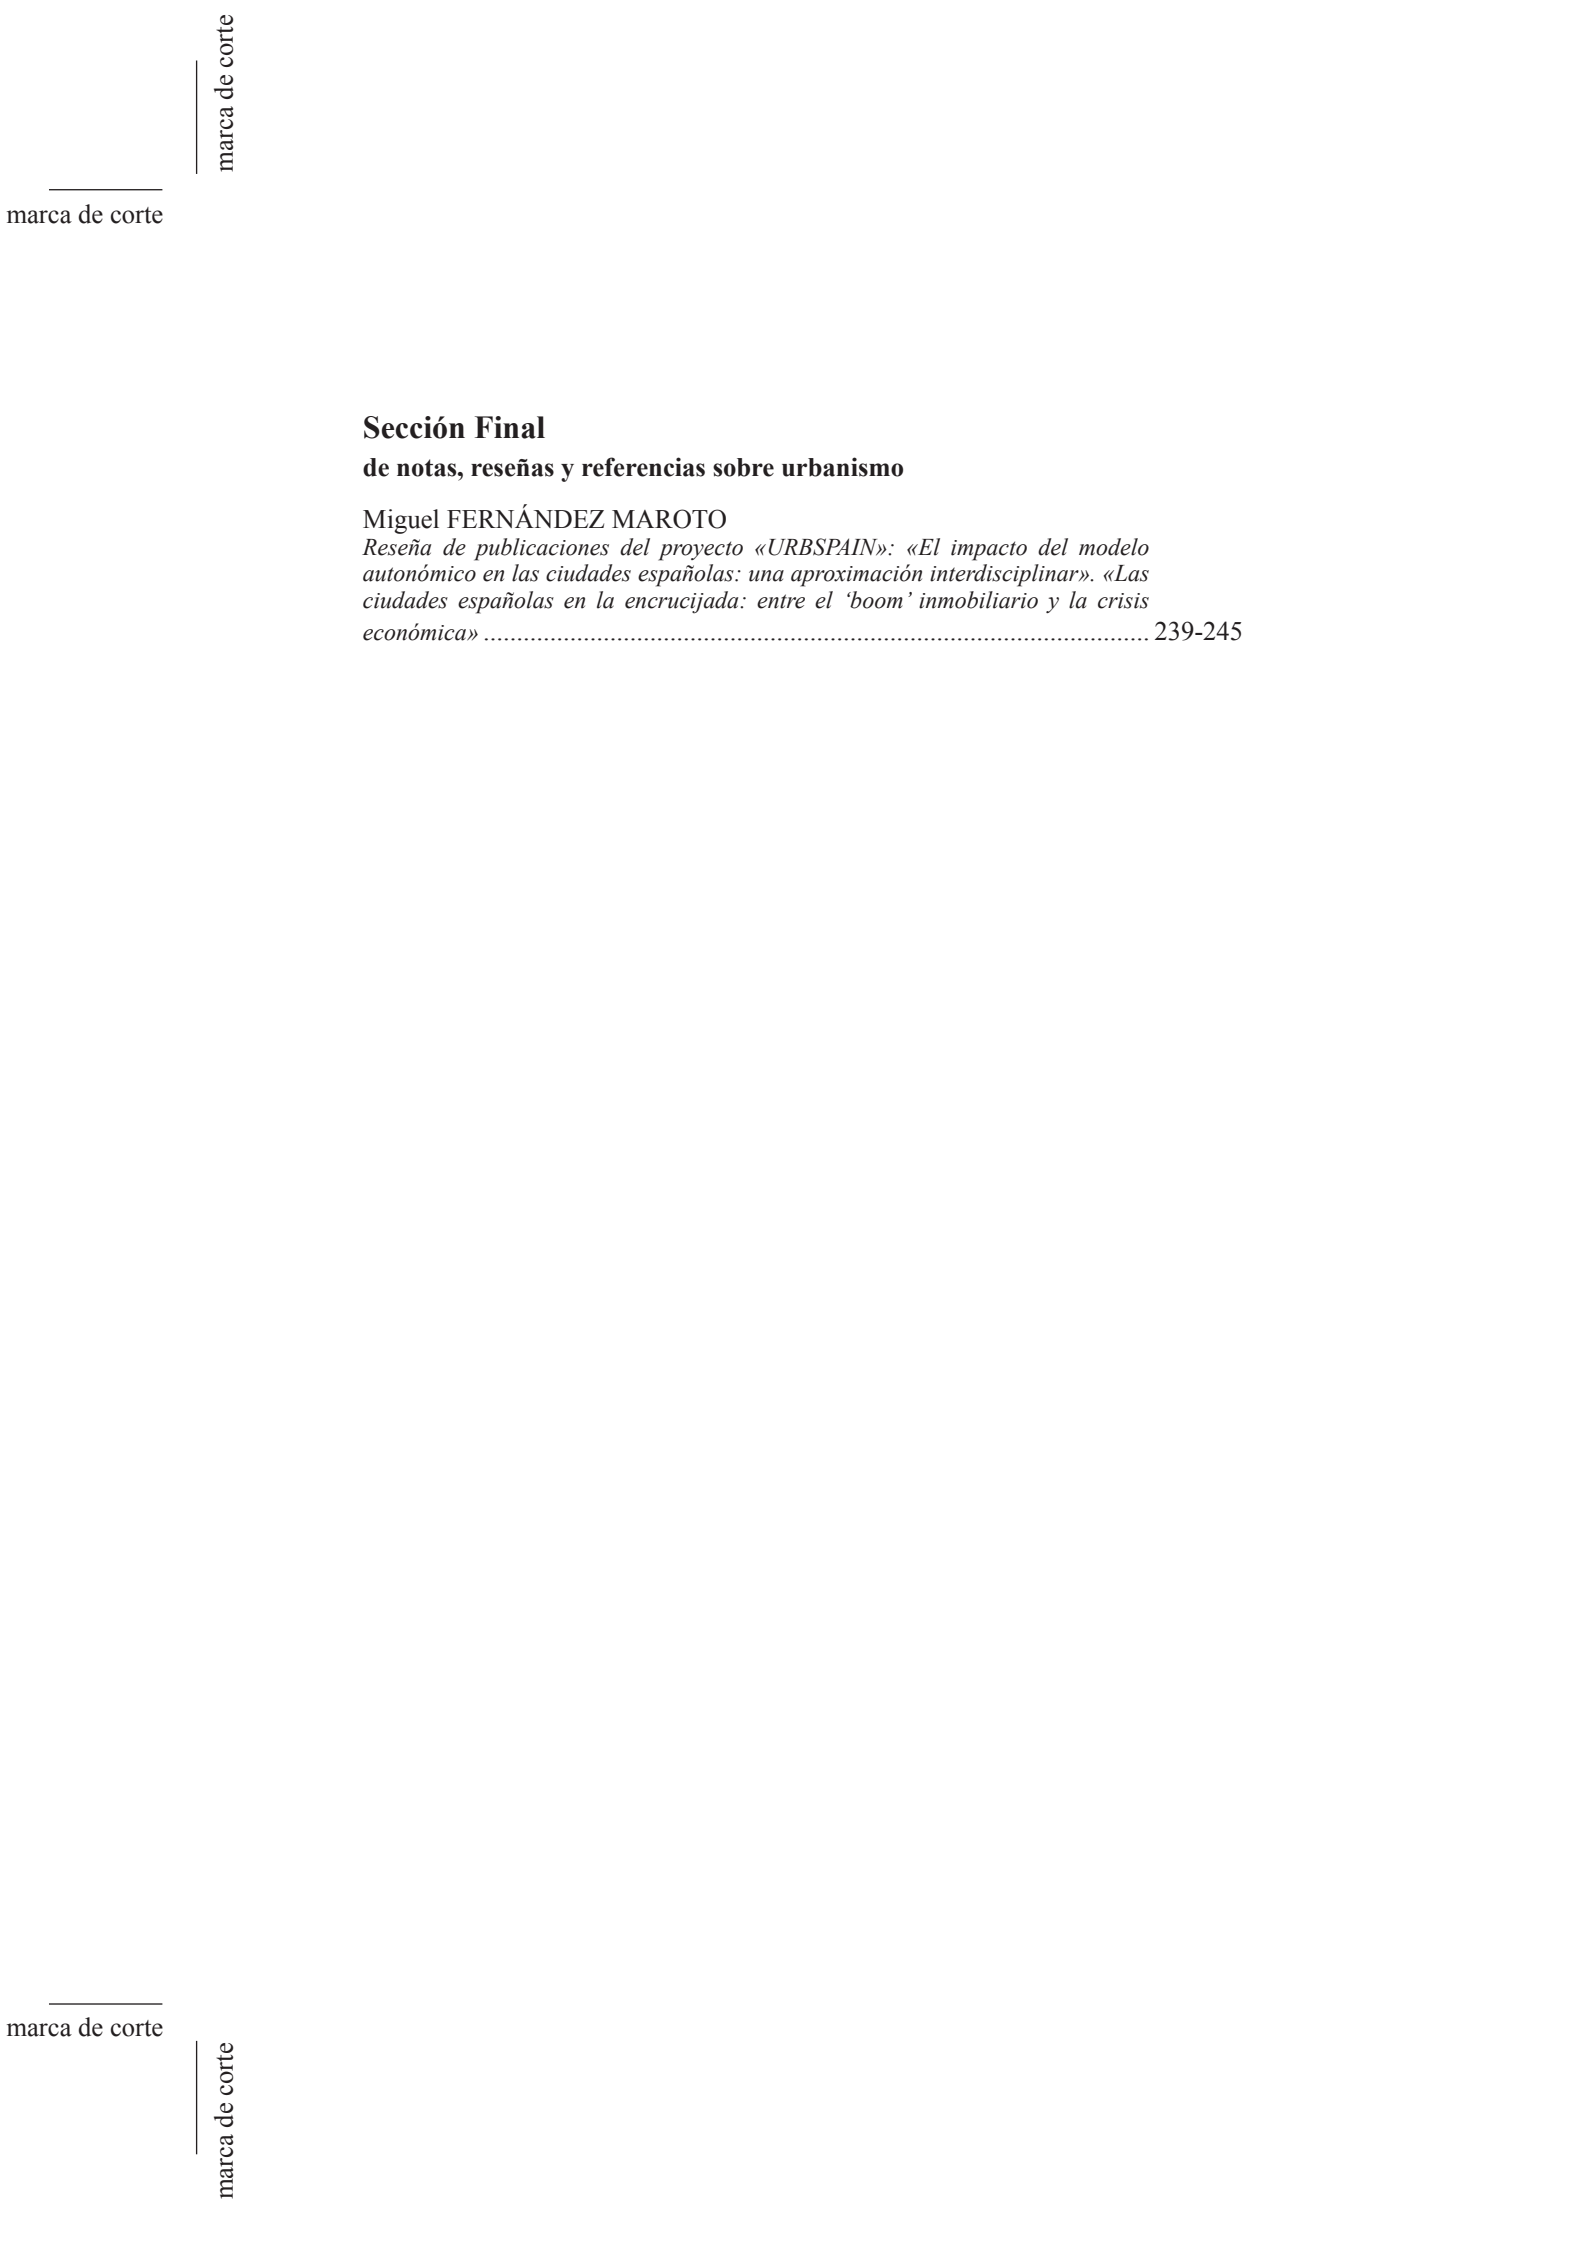 marca de corte
marca de corte
Sección Final
de notas, reseñas y referencias sobre urbanismo
Miguel FERNÁNDEZ MAROTO
Reseña de publicaciones del proyecto «URBSPAIN»: «El impacto del modelo
autonómico en las ciudades españolas: una aproximación interdisciplinar». «Las
ciudades españolas en la encrucijada: entre el ‘boom’ inmobiliario y la crisis
económica» .................................................................................................... 239-245
marca de corte
marca de corte